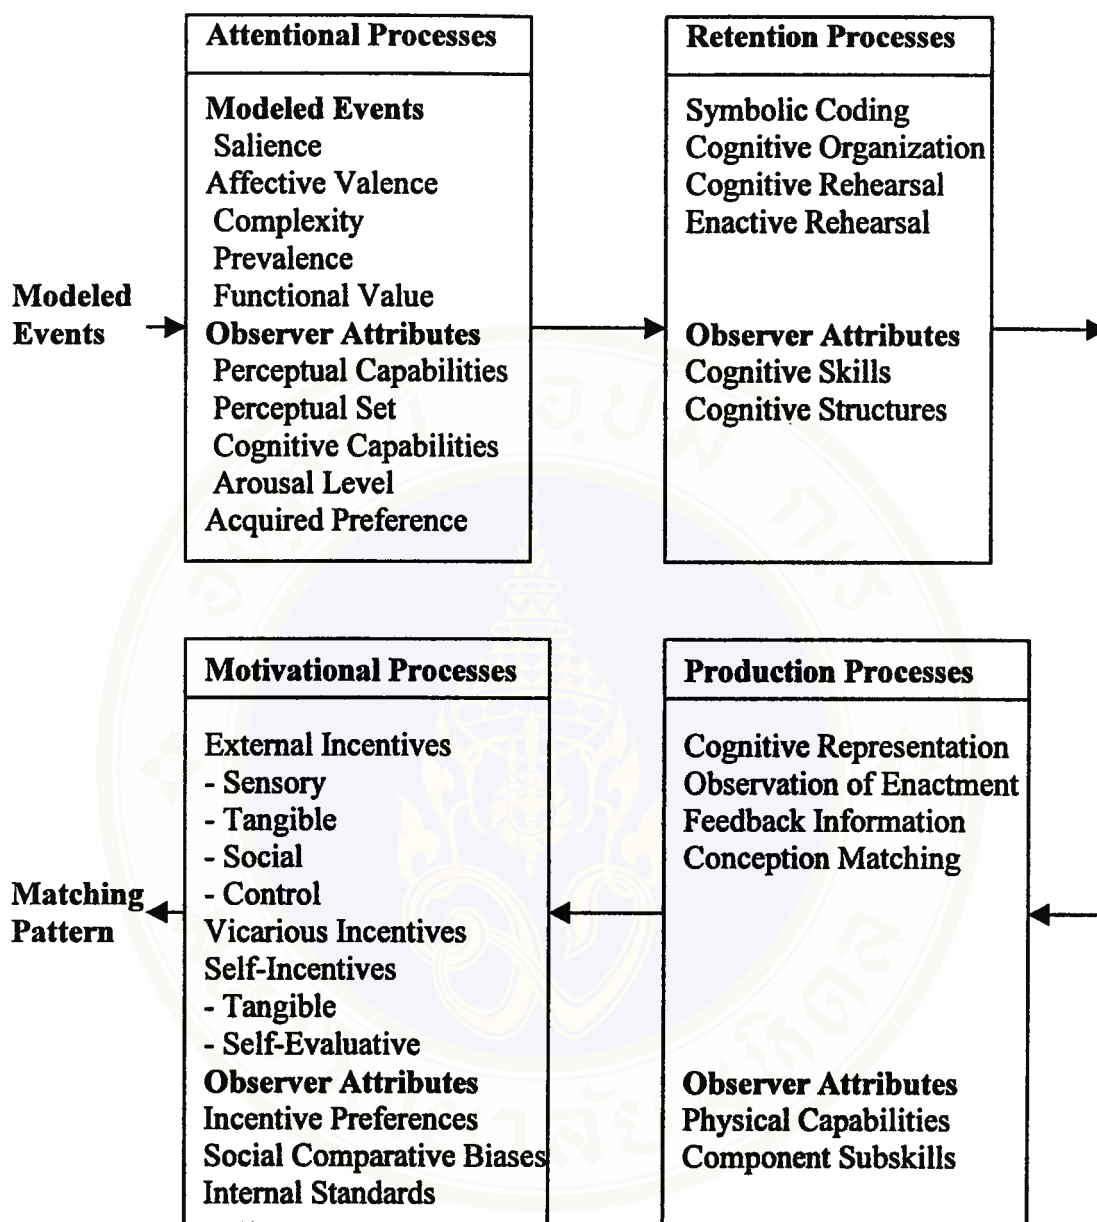 Attentional Processes
Modeled Events
Salience
Affective Valence
Complexity
Prevalence
Functional Value
Observer Attributes
Perceptual Capabilities
Perceptual Set
Cognitive Capabilities
Arousal Level
Acquired Preference
Retention Processes
Symbolic Coding
Cognitive Organization
Cognitive Rehearsal
Enactive Rehearsal
Observer Attributes
Cognitive Skills
Cognitive Structures
Modeled
Events
Motivational Processes
External Incentives
- Sensory
- Tangible
- Social
- Control
Vicarious Incentives
Self-Incentives
- Tangible
- Self-Evaluative
Observer Attributes
Incentive Preferences
Social Comparative Biases
Internal Standards
Production Processes
Cognitive Representation
Observation of Enactment
Feedback Information
Conception Matching
Observer Attributes
Physical Capabilities
Component Subskills
Matching
Pattern